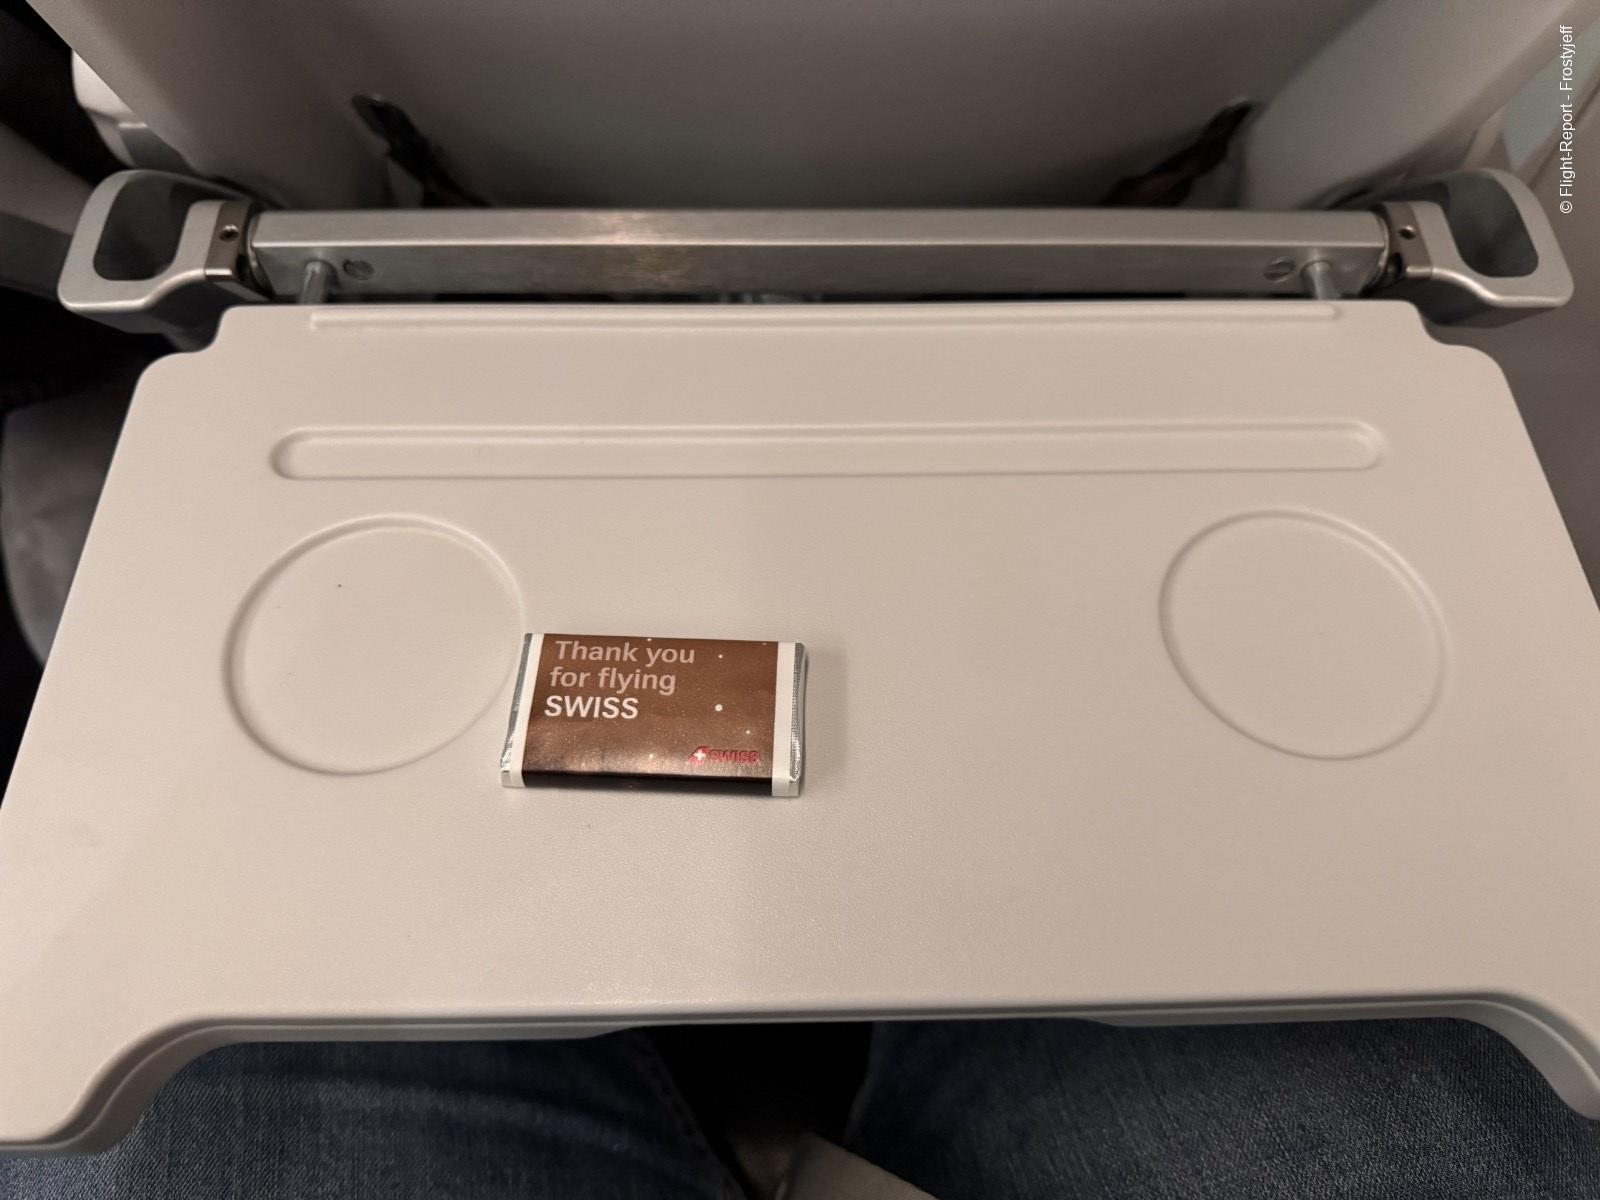 Thank you
for flying
SWISS
SWISS
© Flight-Report - Frostyjeff